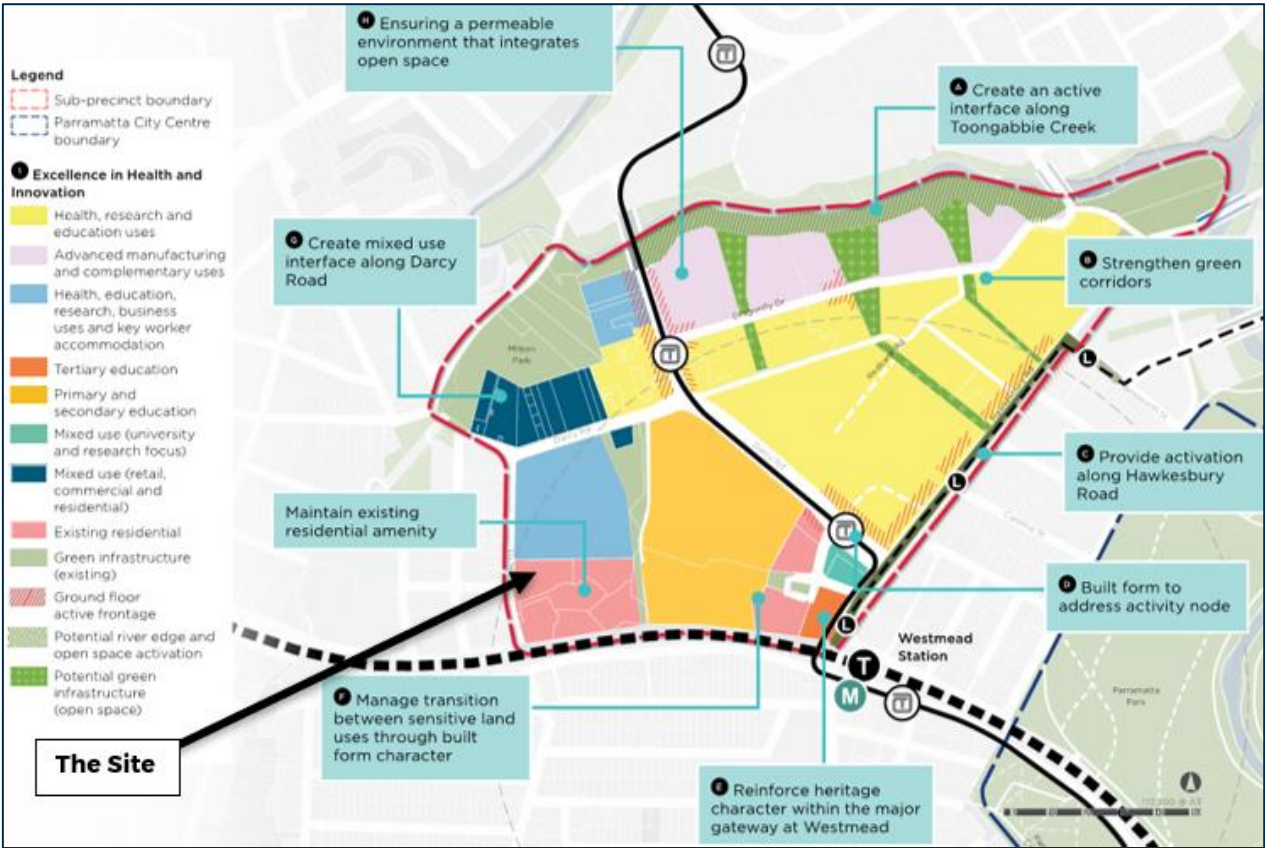 Legend
Sub-precinct boundary
Parramatta City Centre
boundary
1 Excellence in Health and
Innovation
Health, research and
education uses
Advanced manufacturing
and complementary uses
Health, education,
research, business
uses and key worker
accommodation
Tertiary education
Primary and
secondary education
Mixed use (university
and research focus)
Mixed use (retail,
commercial and
residential)
Existing residential
Green infrastructure
(existing)
Ground floor
active frontage
Potential river edge and
open space activation
Potential green
infrastructure
(open space)
The Site
H Ensuring a permeable
environment that integrates
open space
A Create an active
interface along
Toongabbie Creek
G Create mixed use
interface along Darcy
Road
B Strengthen green
corridors
C Provide activation
along Hawkesbury
Road
Maintain existing
residential amenity
D Built form to
address activity node
F Manage transition
between sensitive land
uses through built
form character
E Reinforce heritage
character within the major
gateway at Westmead
Milson
Park
Dragonfly Dr
Darcy Rd
Darcy Rd
L
L
L
Westmead
Station
T
M
Parramatta
Park